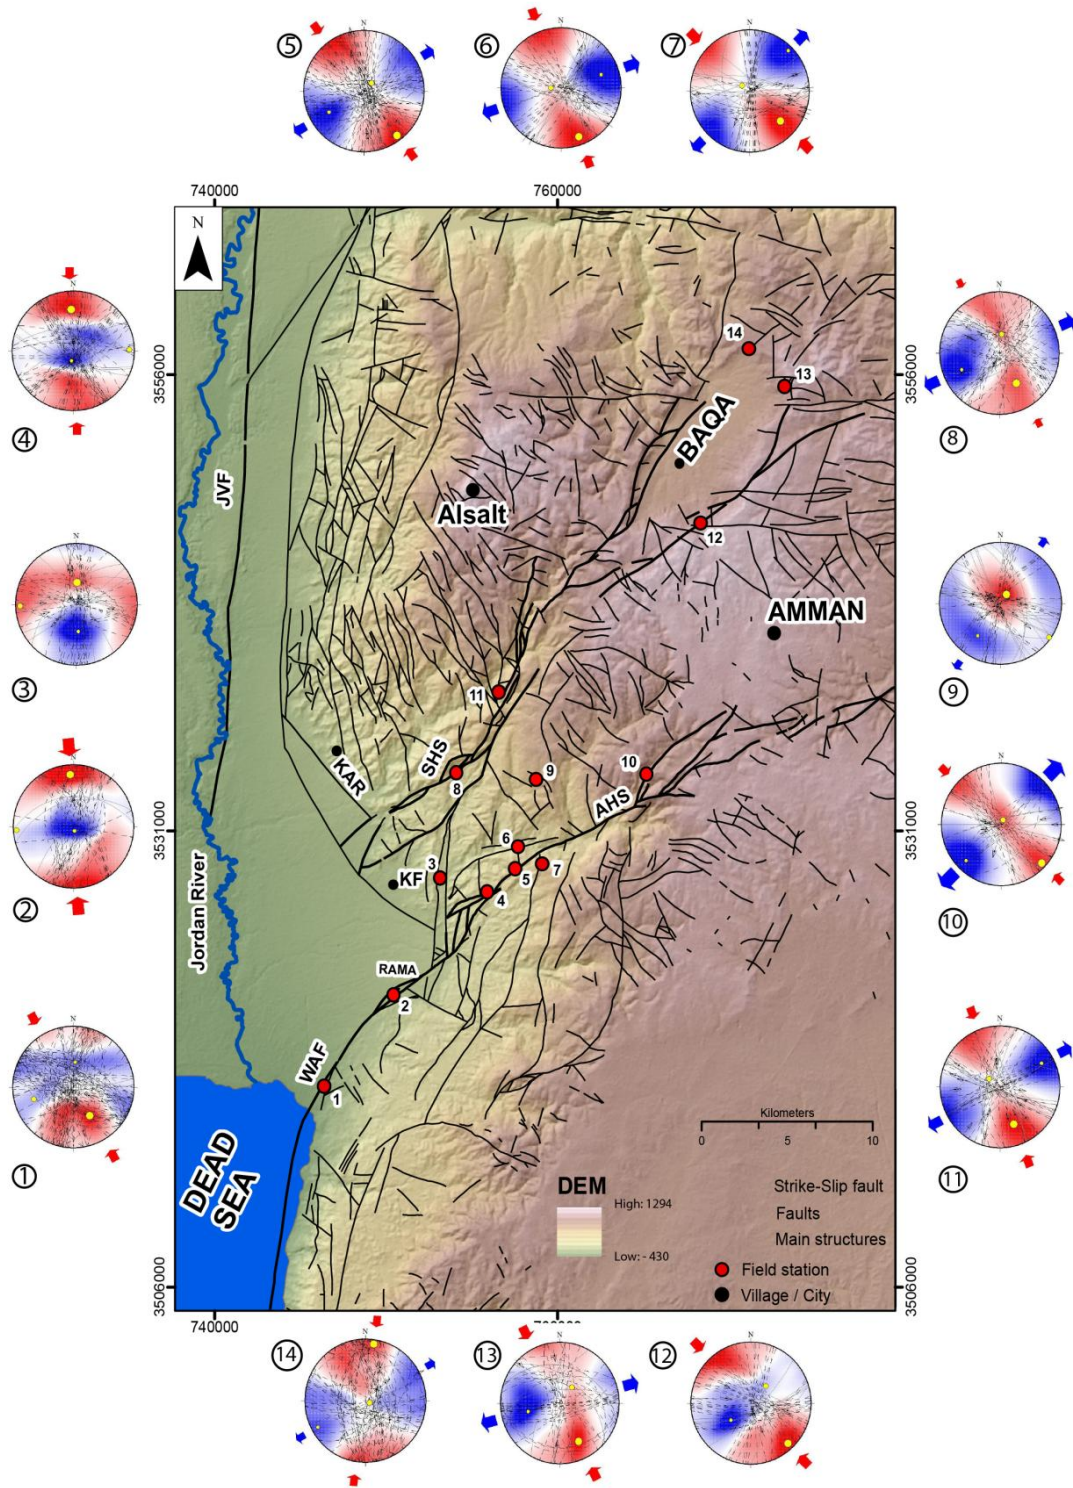 5
6
7
N
N
N
740000
760000
N
4
N
8
N
14
13
3556000
3556000
BAQA
JVF
Alsalt
12
3
N
AMMAN
9
N
11
SHS
KAR
8
9
10
AHS
2
N
3531000
3531000
6
3
KF
5
7
4
10
N
Jordan River
RAMA
2
WAF
1
1
N
11
N
Kilometers
0 5 10
DEAD
SEA
DEM
High: 1294
Low: - 430
Strike-Slip fault
Faults
Main structures
Field station
Village / City
3506000
3506000
740000
14
13
12
N
N
N